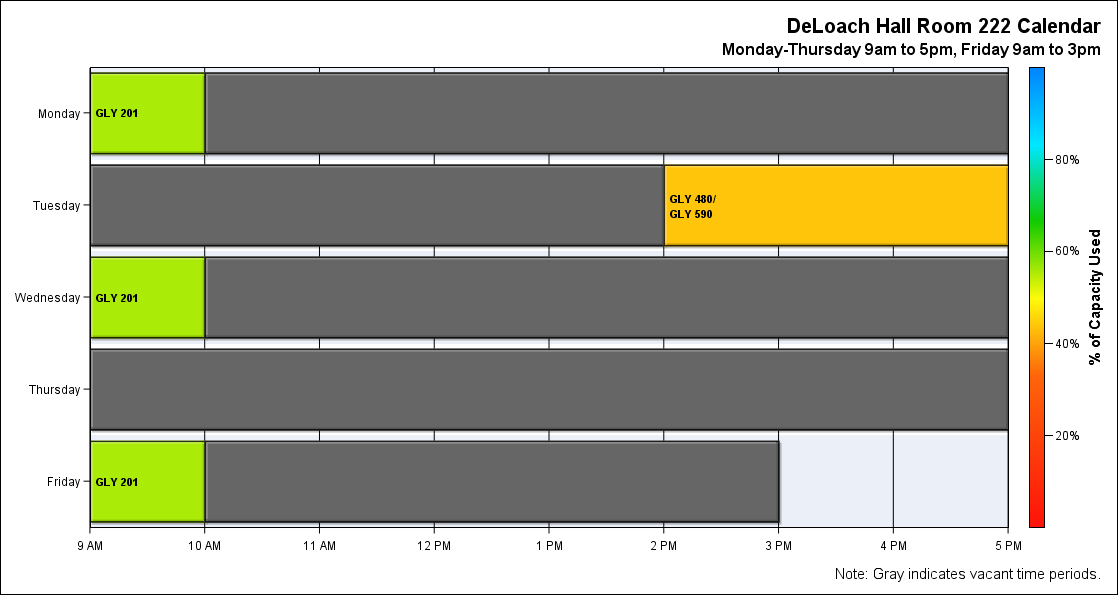 DeLoach Hall Room 222 Calendar
Monday-Thursday 9am to 5pm, Friday 9am to 3pm
Monday
GLY 201
Tuesday
GLY 480/
GLY 590
Wednesday
GLY 201
Thursday
Friday
GLY 201
9 AM 10 AM 11 AM 12 PM 1 PM 2 PM 3 PM 4 PM 5 PM
80%
60%
40%
20%
% of Capacity Used
Note: Gray indicates vacant time periods.